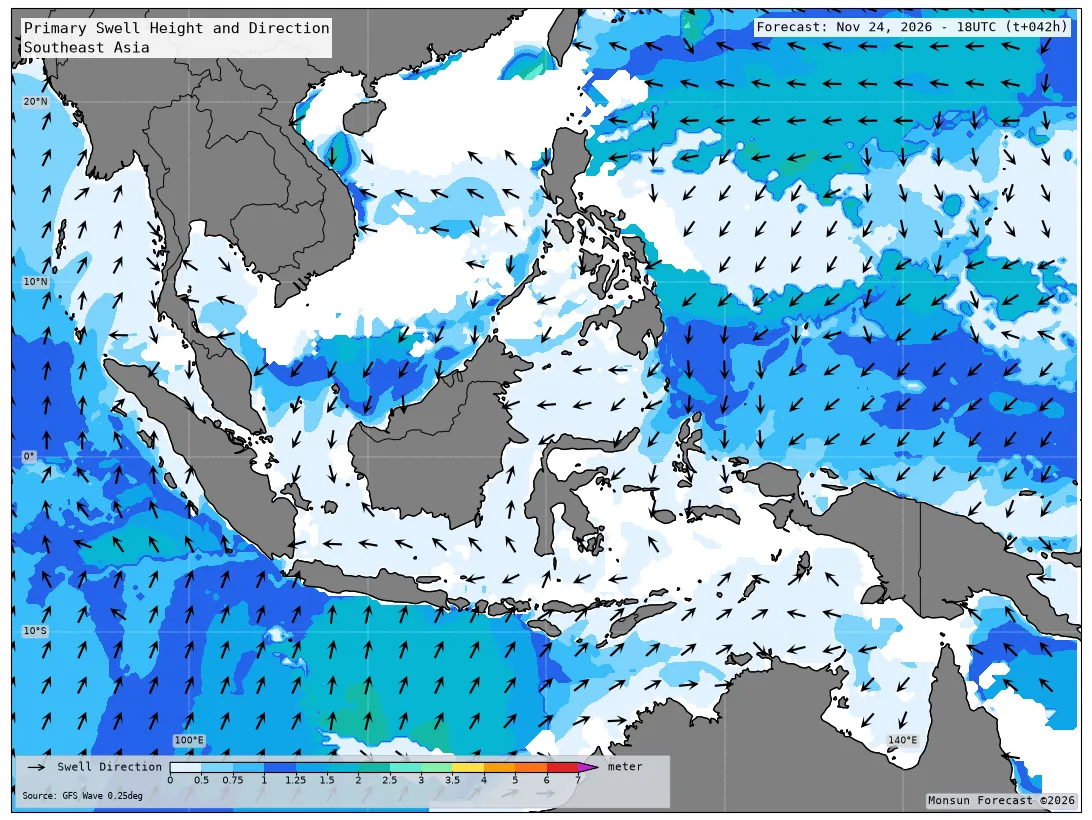 Primary Swell Height and Direction
Southeast Asia
Forecast: Nov 24, 2026 - 18UTC (t+042h)
20°N
10°N
0°
10°S
100°E
140°E
Swell Direction
meter
0 0.5 0.75 1 1.25 1.5 2 2.5 3 3.5 4 5 6 7
Source: GFS Wave 0.25deg
Monsun Forecast ©2026